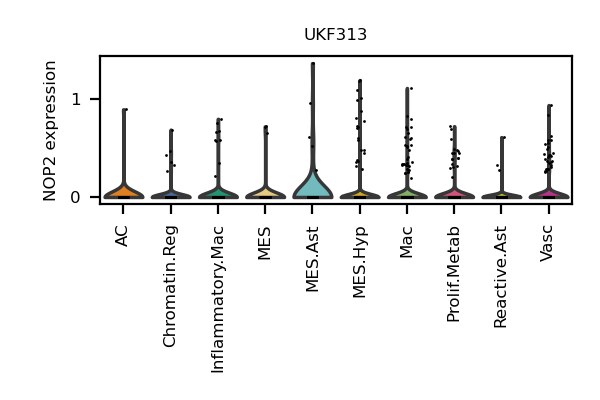 UKF313
NOP2 expression
1
0
AC
Chromatin.Reg
Inflammatory.Mac
MES
MES.Ast
MES.Hyp
Mac
Prolif.Metab
Reactive.Ast
Vasc